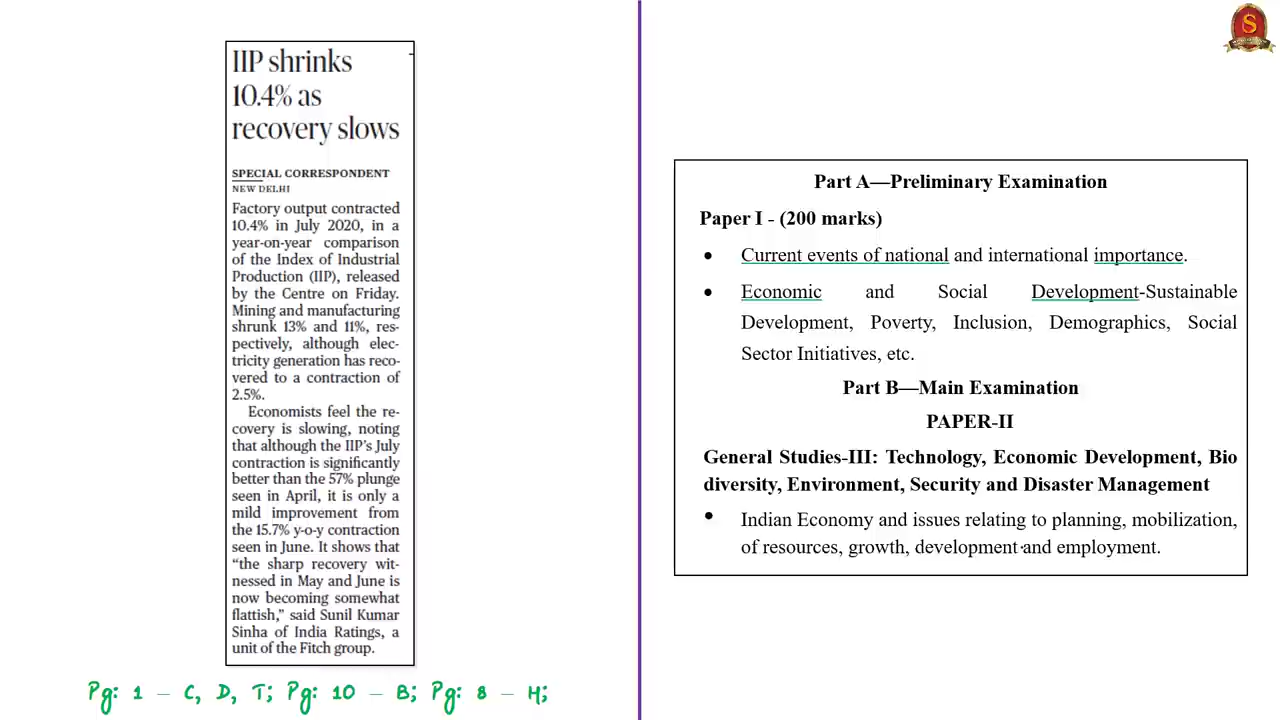 IIP shrinks
10.4% as
recovery slows
SPECIAL CORRESPONDENT
NEW DELHI
Factory output contracted
10.4% in July 2020, in a
year-on-year comparison
of the Index of Industrial
Production (IIP), released
by the Centre on Friday.
Mining and manufacturing
shrunk 13% and 11%, res-
pectively, although elec-
tricity generation has reco-
vered to a contraction of
2.5%.
Economists feel the re-
covery is slowing, noting
that although the IIP's July
contraction is significantly
better than the 57% plunge
seen in April, it is only a
mild improvement from
the 15.7% y-o-y contraction
seen in June. It shows that
“the sharp recovery wit-
nessed in May and June is
now becoming somewhat
flattish,” said Sunil Kumar
Sinha of India Ratings, a
unit of the Fitch group.
Pg: 1 – C, D, T; Pg: 10 – B; Pg: 8 – H;
S
Part A—Preliminary Examination
Paper I - (200 marks)
• Current events of national and international importance.
• Economic and Social Development-Sustainable
Development, Poverty, Inclusion, Demographics, Social
Sector Initiatives, etc.
Part B—Main Examination
PAPER-II
General Studies-III: Technology, Economic Development, Bio
diversity, Environment, Security and Disaster Management
• Indian Economy and issues relating to planning, mobilization,
of resources, growth, development and employment.